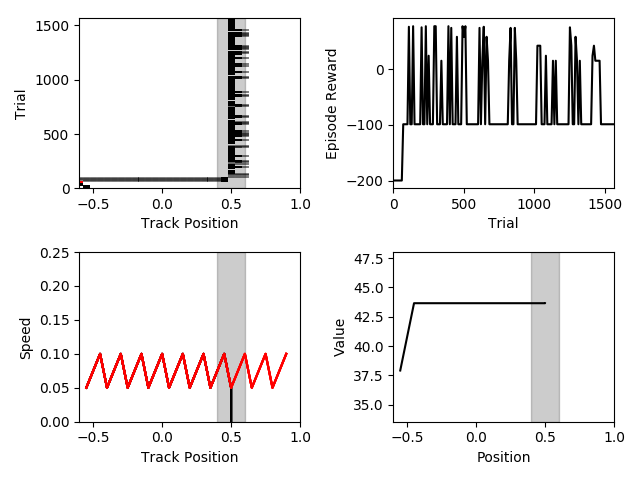 1500
1000
500
0
Trial
−0.5 0.0 0.5 1.0
Track Position
0
−100
−200
Episode Reward
0 500 1000 1500
Trial
0.25
0.20
0.15
0.10
0.05
0.00
Speed
−0.5 0.0 0.5 1.0
Track Position
47.5
45.0
42.5
40.0
37.5
35.0
Value
−0.5 0.0 0.5 1.0
Position